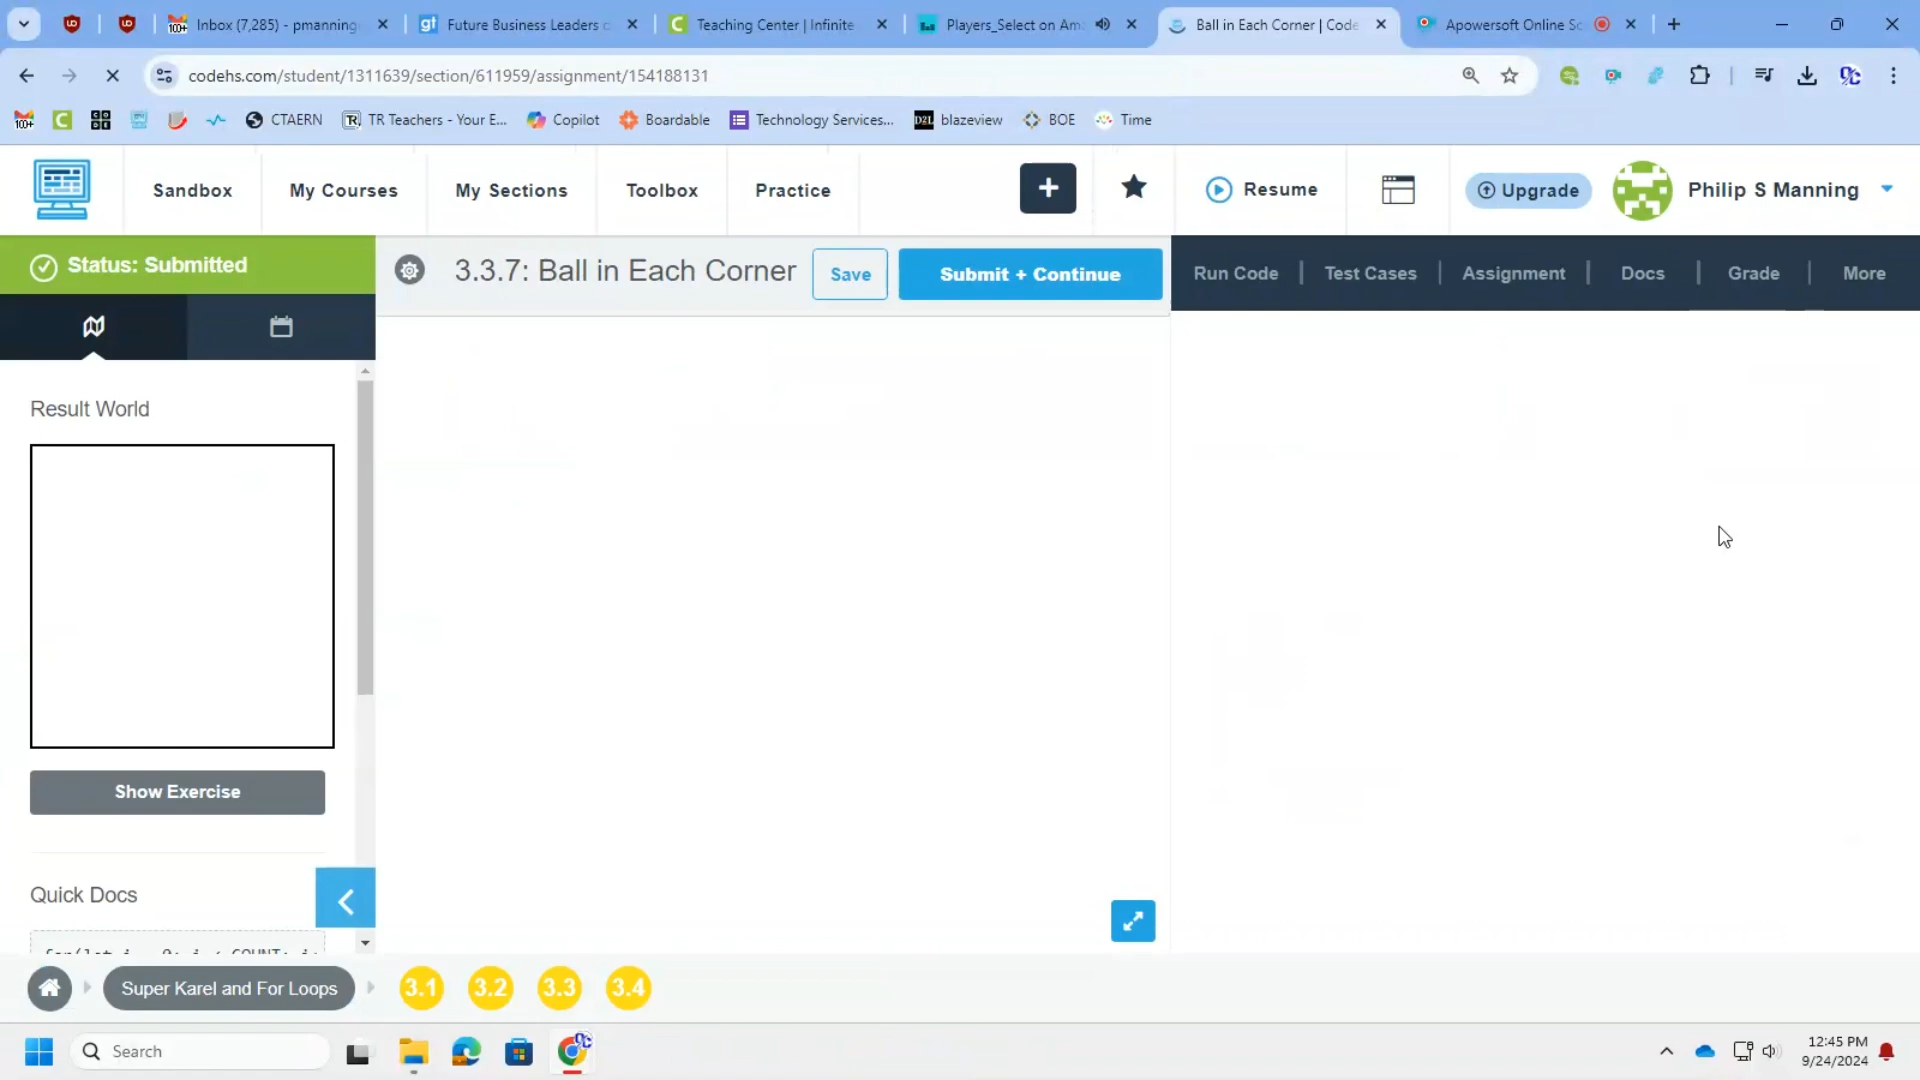 Inbox (7,285) - pmanning
gt Future Business Leaders o
C Teaching Center | Infinite
Players_Select on Am
Ball in Each Corner | Code
Apowersoft Online Sc
codehs.com/student/1311639/section/611959/assignment/154188131
CTAERN
TR Teachers - Your E...
Copilot
Boardable
Technology Services...
D2L blazeview
BOE
Time
Sandbox
My Courses
My Sections
Toolbox
Practice
Resume
Upgrade
Philip S Manning
Status: Submitted
3.3.7: Ball in Each Corner
Save
Submit + Continue
Run Code
Test Cases
Assignment
Docs
Grade
More
Result World
Show Exercise
Quick Docs
Super Karel and For Loops
3.1
3.2
3.3
3.4
Search
12:45 PM
9/24/2024